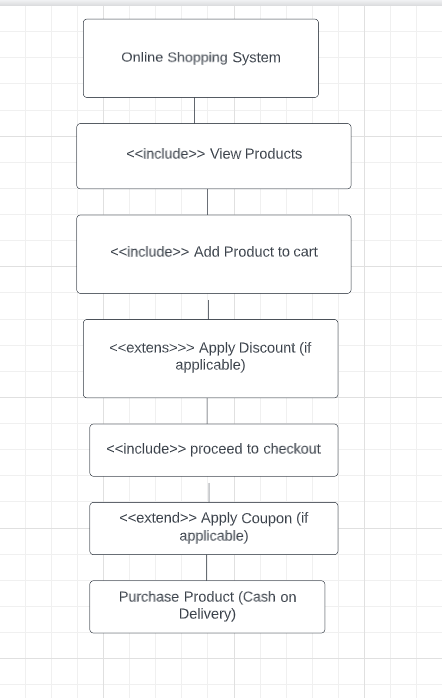 Online Shopping System
<<include>> View Products
<<include>> Add Product to cart
<<extens>>> Apply Discount (if
applicable)
<<include>> proceed to checkout
<<extend>> Apply Coupon (if
applicable)
Purchase Product (Cash on
Delivery)